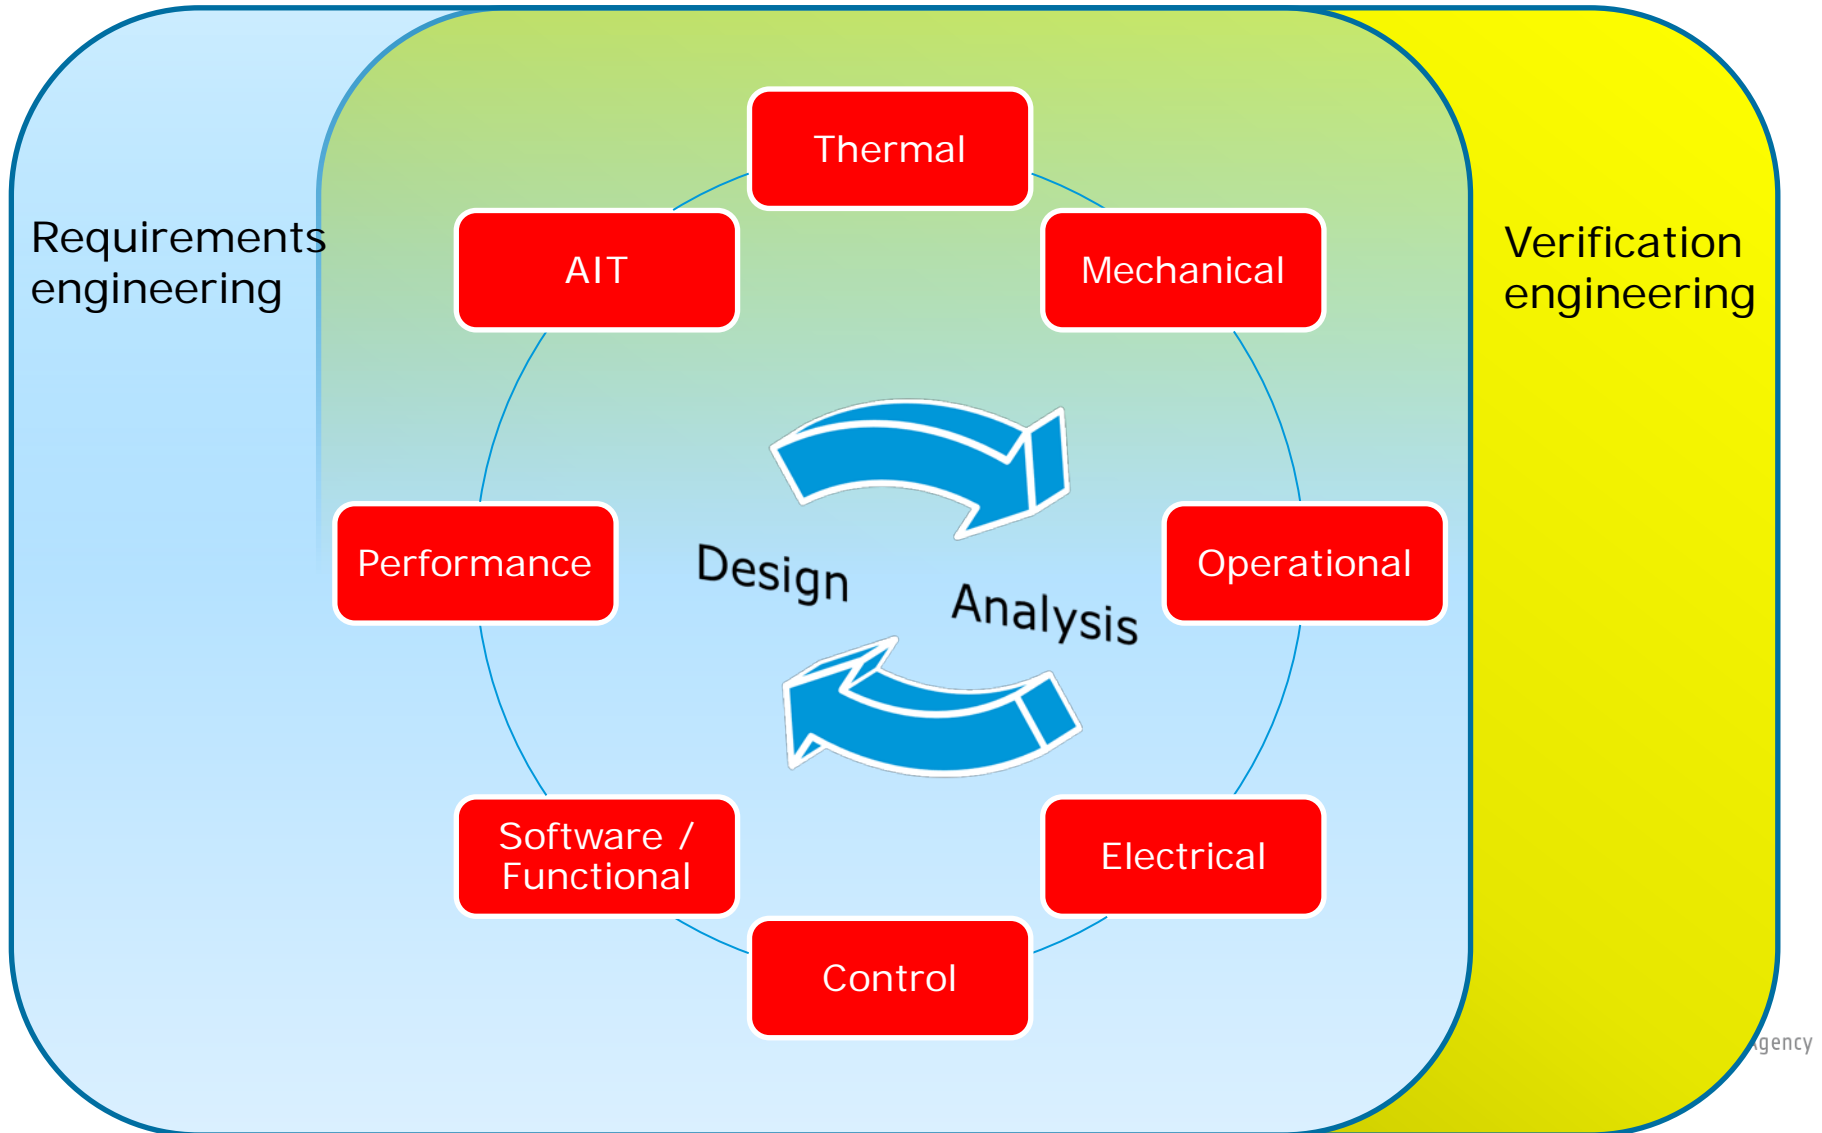 Thermal
AIT
Mechanical
Requirements
engineering
Verification
engineering
Performance
Design
Analysis
Operational
Software /
Functional
Electrical
Control